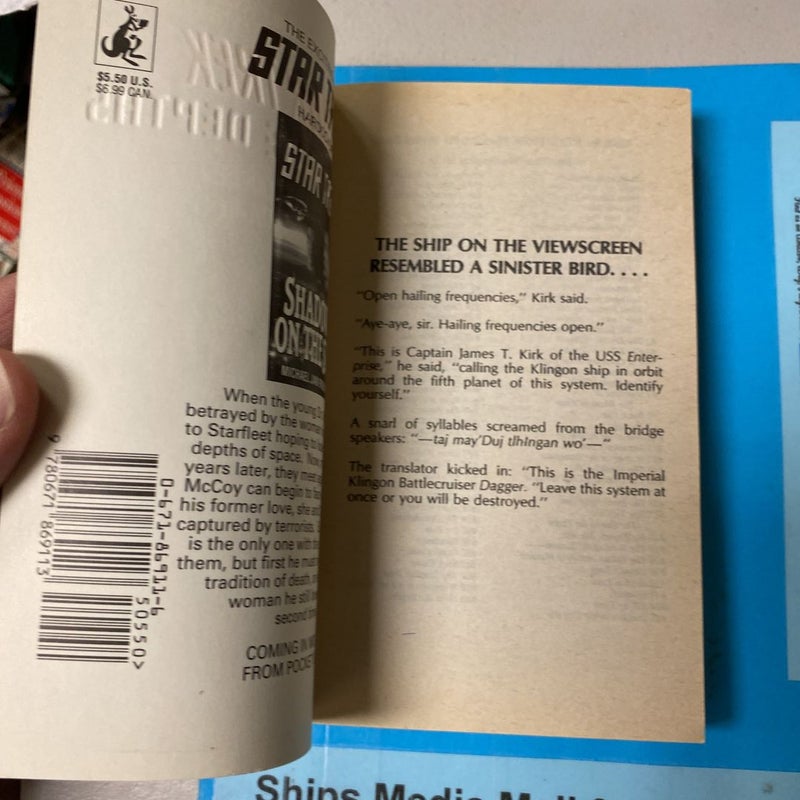 $5.50 U.S.
$6.99 CAN.
THE
STAR
STAR
ON THE
MICHAEL
When the young
betrayed by the
to Starfleet hoping to
depths of space.
years later, they meet
McCoy can begin to
his former love, she
captured by terrorists.
is the only one with
them, but first he must
tradition of death,
woman he still
second
COMING IN
FROM POCKET
9 780671 869113
0-671-86911-6
50550>
THE SHIP ON THE VIEWSCREEN
RESEMBLED A SINISTER BIRD. . . .
“Open hailing frequencies,” Kirk said.
“Aye-aye, sir. Hailing frequencies open.”
“This is Captain James T. Kirk of the USS Enter-
prise,” he said, “calling the Klingon ship in orbit
around the fifth planet of this system. Identify
yourself.”
A snarl of syllables screamed from the bridge
speakers: “—taj may’Duj tlhIngan wo’—“
The translator kicked in: “This is the Imperial
Klingon Battlecruiser Dagger. “Leave this system at
once or you will be destroyed.”
Ships Media Mail